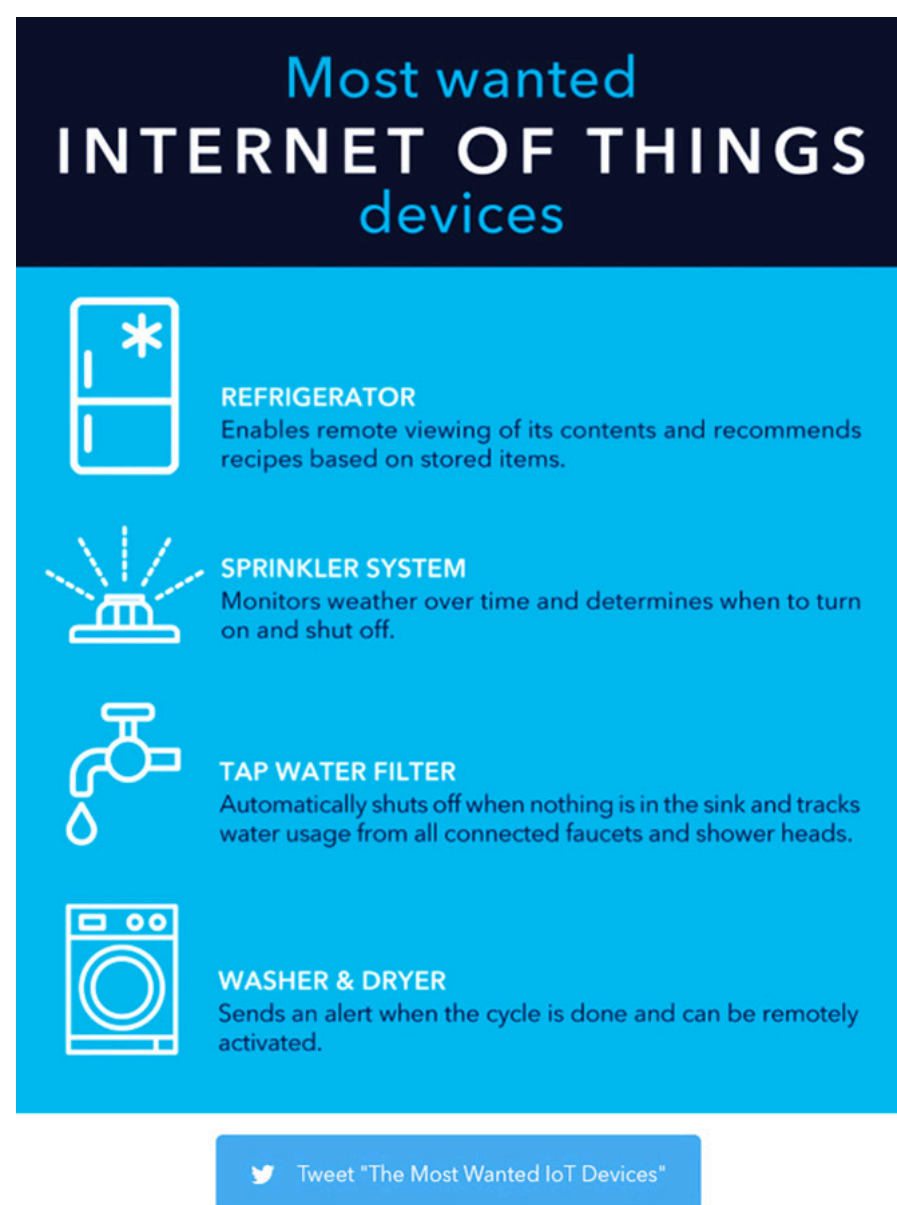 Most wanted
INTERNET OF THINGS
devices
REFRIGERATOR
Enables remote viewing of its contents and recommends
recipes based on stored items.
SPRINKLER SYSTEM
Monitors weather over time and determines when to turn
on and shut off.
TAP WATER FILTER
Automatically shuts off when nothing is in the sink and tracks
water usage from all connected faucets and shower heads.
WASHER & DRYER
Sends an alert when the cycle is done and can be remotely
activated.
Tweet "The Most Wanted IoT Devices"